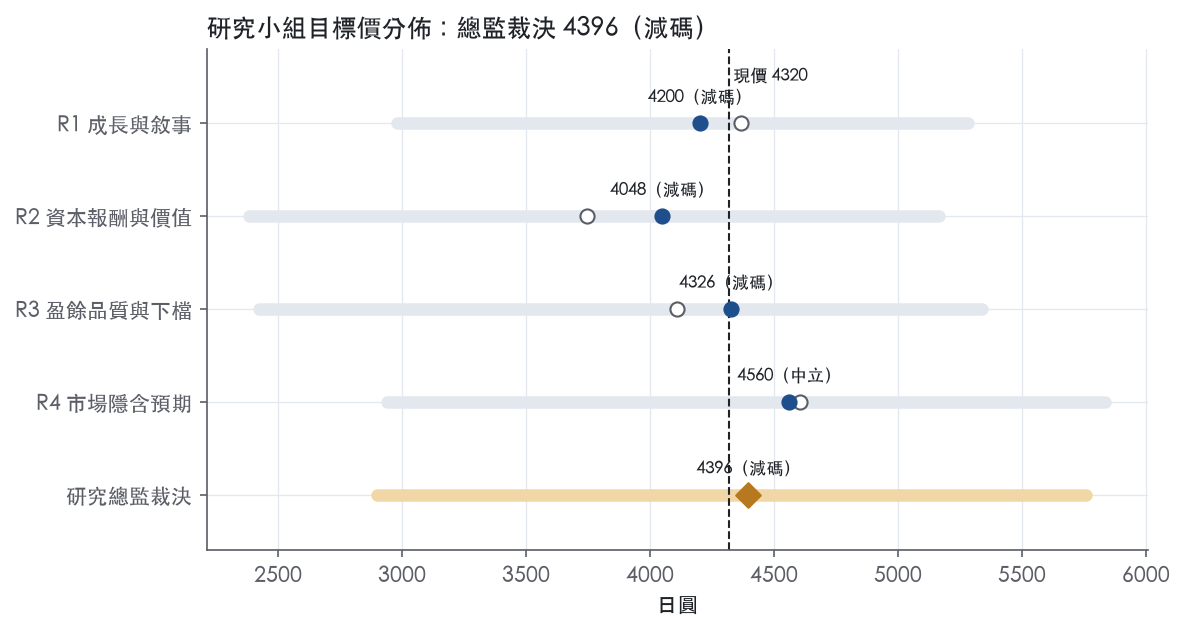 研究小組目標價分佈：總監裁決 4396（減碼）
現價 4320
4200（減碼）
R1 成長與敘事
4048（減碼）
R2 資本報酬與價值
4326（減碼）
R3 盈餘品質與下檔
4560（中立）
R4 市場隱含預期
4396（減碼）
研究總監裁決
2500 3000 3500 4000 4500 5000 5500 6000
日圓